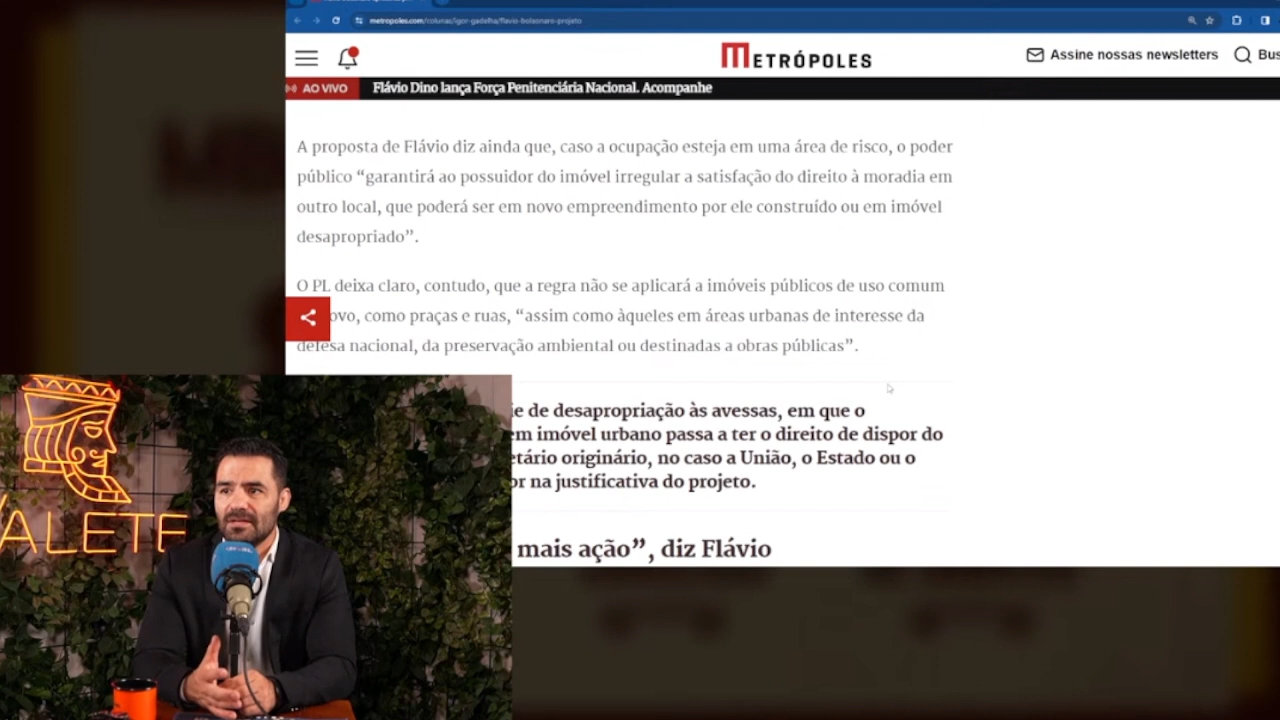 metropoles.com/colunas/igor-gadelha/flavio-bolsonaro-projeto
METRÓPOLES
Assine nossas newsletters
Bus
AO VIVO
Flávio Dino lança Força Penitenciária Nacional. Acompanhe
A proposta de Flávio diz ainda que, caso a ocupação esteja em uma área de risco, o poder
público “garantirá ao possuidor do imóvel irregular a satisfação do direito à moradia em
outro local, que poderá ser em novo empreendimento por ele construído ou em imóvel
desapropriado”.
O PL deixa claro, contudo, que a regra não se aplicará a imóveis públicos de uso comum
ovo, como praças e ruas, “assim como àqueles em áreas urbanas de interesse da
defesa nacional, da preservação ambiental ou destinadas a obras públicas”.
ie de desapropriação às avessas, em que o
em imóvel urbano passa a ter o direito de dispor do
etário originário, no caso a União, o Estado ou o
or na justificativa do projeto.
mais ação”, diz Flávio
VALETE